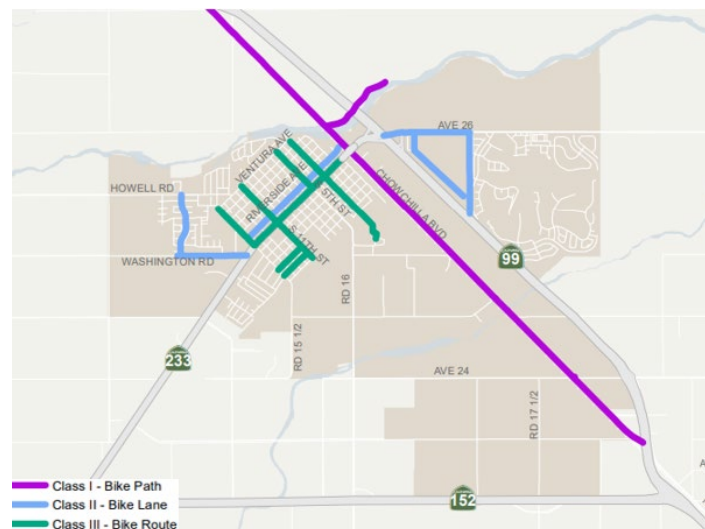 AVE 26
VENTURA AVE
HOWELL RD
RIVERSIDE AVE
S 5TH ST
CHOWCHILLA BLVD
S 11TH ST
WASHINGTON RD
99
RD 16
RD 15 1/2
233
AVE 24
RD 17 1/2
Class I - Bike Path
Class II - Bike Lane
152
Class III - Bike Route